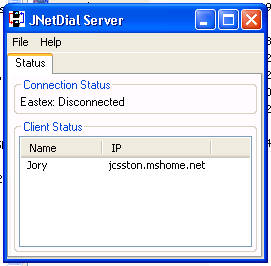 JNetDial Server
File Help
Status
Connection Status
Eastex: Disconnected
Client Status
Name IP
Jory jcsston.mshome.net